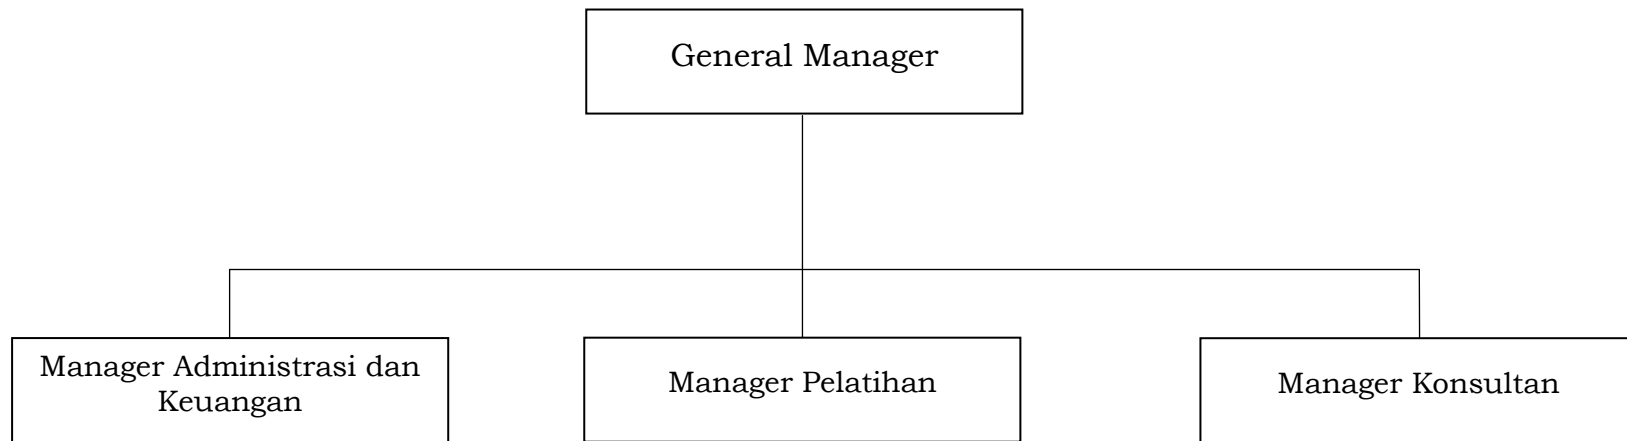 General Manager
Manager Administrasi dan
Keuangan
Manager Pelatihan
Manager Konsultan